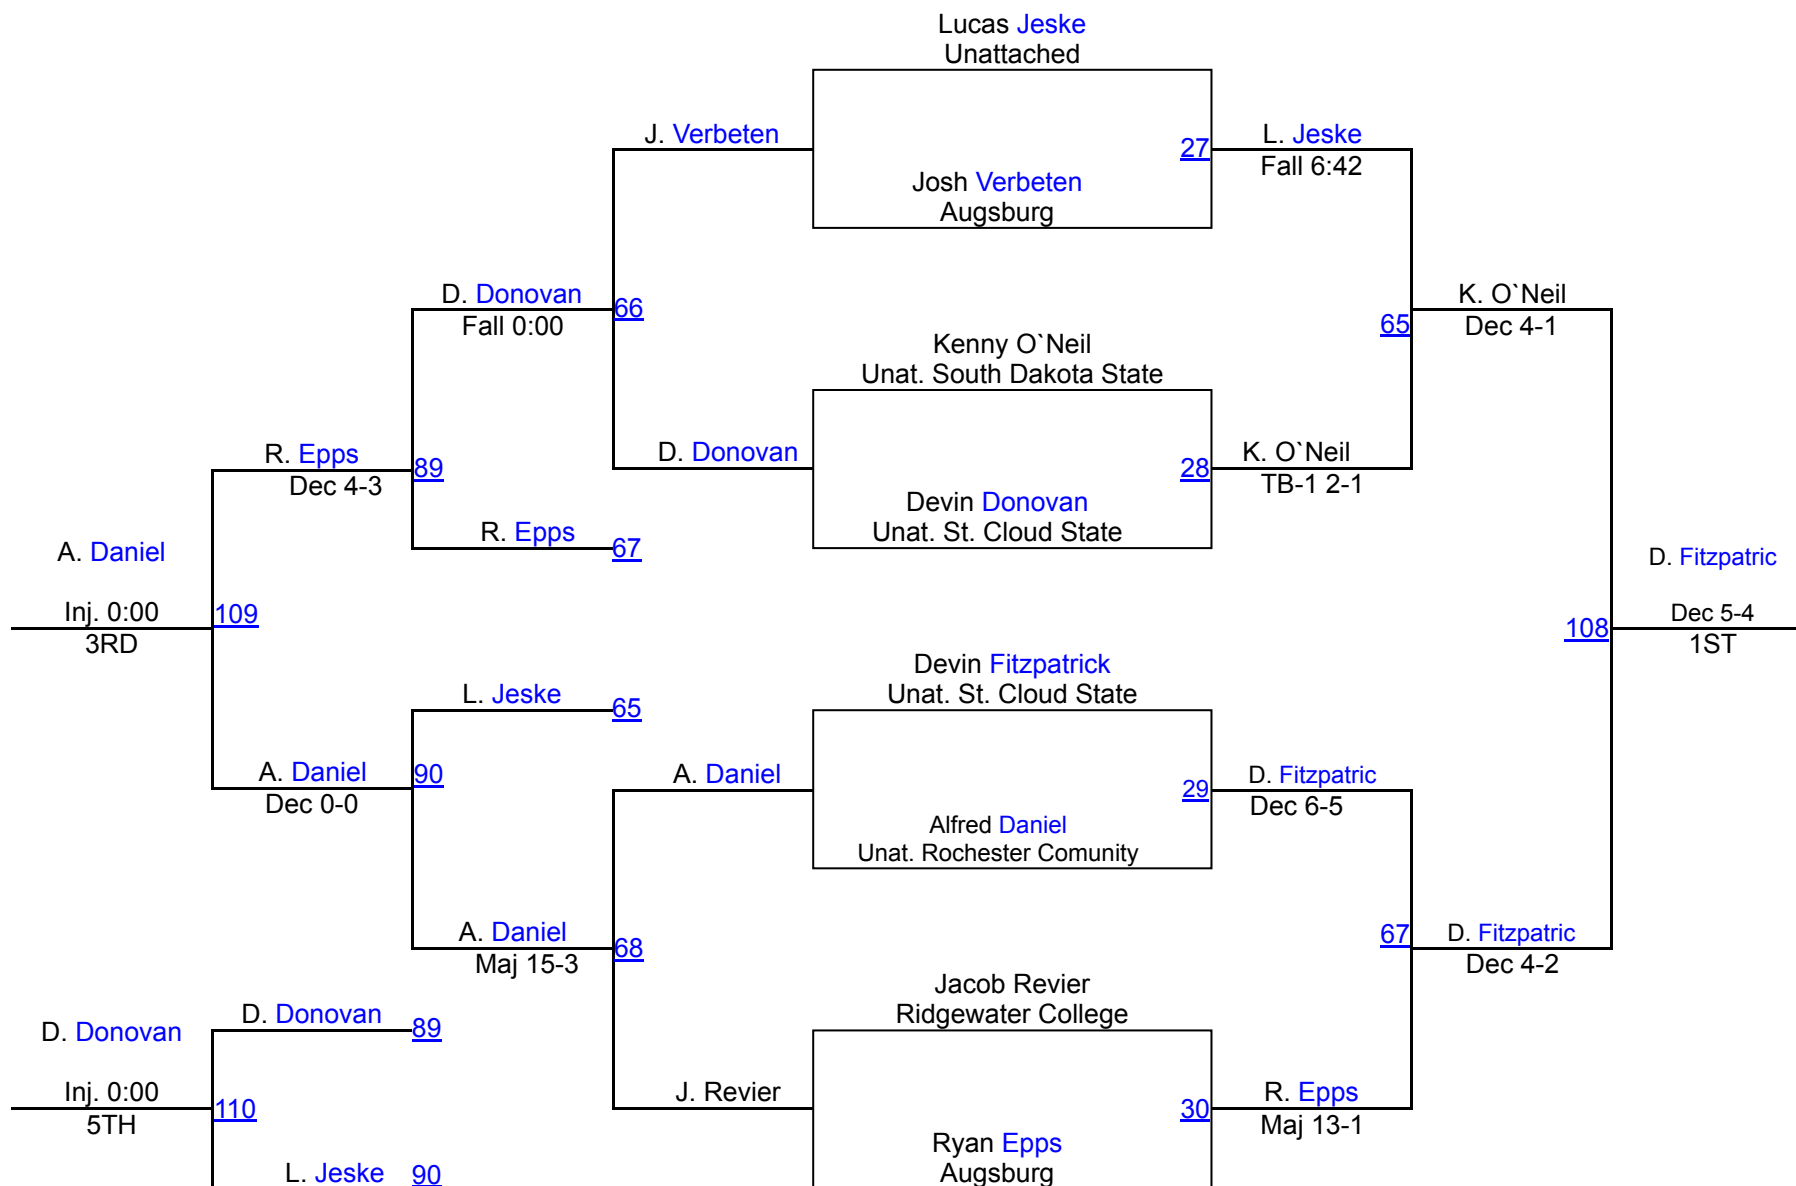 Lucas Jeske
Unattached
J. Verbeten
27
L. Jeske
Fall 6:42
Josh Verbeten
Augsburg
D. Donovan
Fall 0:00
66
K. O`Neil
Dec 4-1
65
Kenny O`Neil
Unat. South Dakota State
R. Epps
Dec 4-3
89
D. Donovan
28
K. O`Neil
TB-1 2-1
Devin Donovan
Unat. St. Cloud State
R. Epps
67
A. Daniel
Inj. 0:00
3RD
109
D. Fitzpatric
Dec 5-4
1ST
108
Devin Fitzpatrick
Unat. St. Cloud State
L. Jeske
65
A. Daniel
Dec 0-0
90
A. Daniel
29
D. Fitzpatric
Dec 6-5
Alfred Daniel
Unat. Rochester Comunity
A. Daniel
Maj 15-3
68
67
D. Fitzpatric
Dec 4-2
Jacob Revier
Ridgewater College
D. Donovan
Inj. 0:00
5TH
110
D. Donovan
89
J. Revier
30
R. Epps
Maj 13-1
Ryan Epps
Augsburg
L. Jeske
90